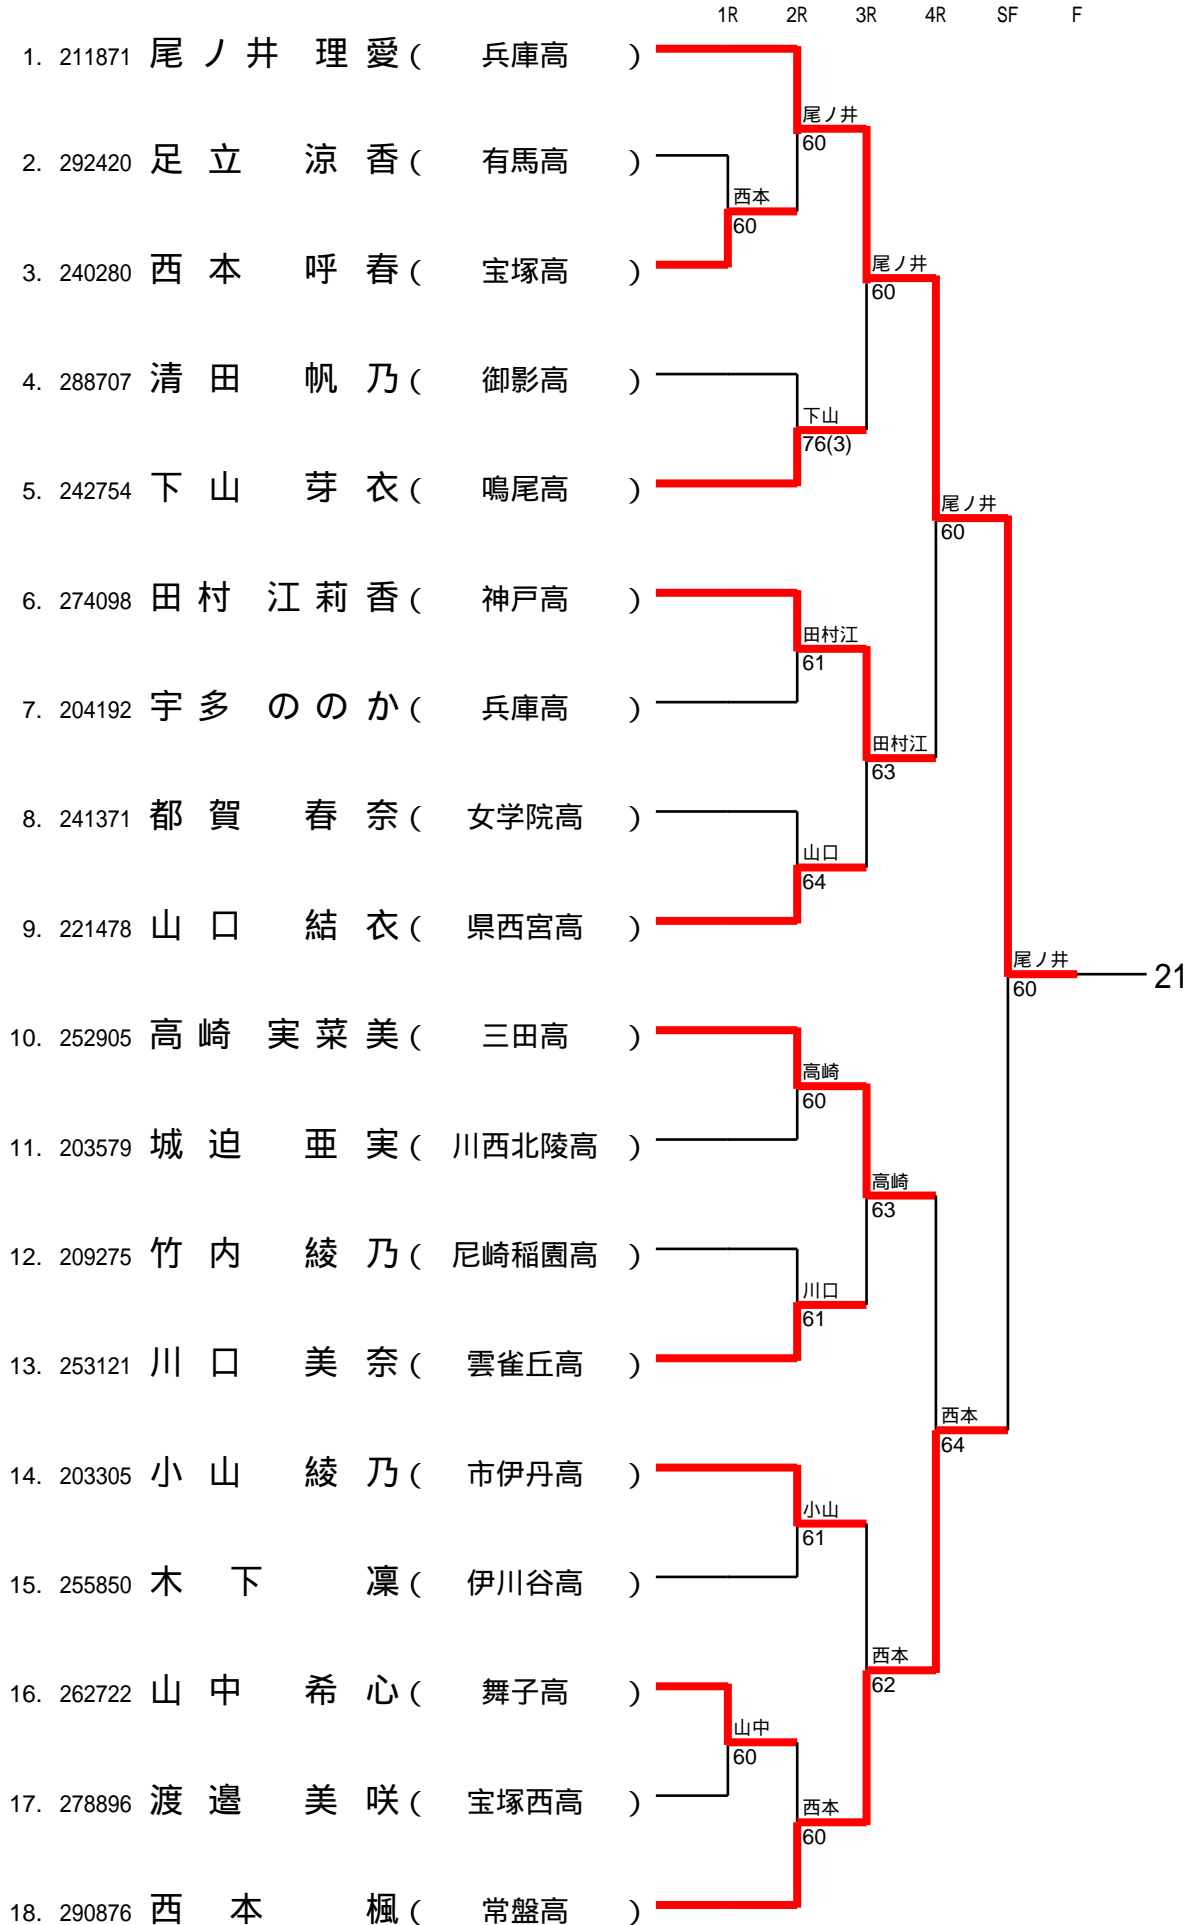 1R 2R 3R 4R SF F
1. 211871 尾ノ井 理愛 ( 兵庫高 )
尾ノ井
60
2. 292420 足立 涼香 ( 有馬高 )
西本
60
3. 240280 西本 呼春 ( 宝塚高 )
尾ノ井
60
4. 288707 清田 帆乃 ( 御影高 )
下山
76(3)
5. 242754 下山 芽衣 ( 鳴尾高 )
尾ノ井
60
6. 274098 田村 江莉香 ( 神戸高 )
田村江
61
7. 204192 宇多 ののか ( 兵庫高 )
田村江
63
8. 241371 都賀 春奈 ( 女学院高 )
山口
64
9. 221478 山口 結衣 ( 県西宮高 )
尾ノ井
60
21
10. 252905 高崎 実菜美 ( 三田高 )
高崎
60
11. 203579 城迫 亜実 ( 川西北陵高 )
高崎
63
12. 209275 竹内 綾乃 ( 尼崎稲園高 )
川口
61
13. 253121 川口 美奈 ( 雲雀丘高 )
西本
64
14. 203305 小山 綾乃 ( 市伊丹高 )
小山
61
15. 255850 木下 凜 ( 伊川谷高 )
西本
62
16. 262722 山中 希心 ( 舞子高 )
山中
60
17. 278896 渡邉 美咲 ( 宝塚西高 )
西本
60
18. 290876 西本 楓 ( 常盤高 )